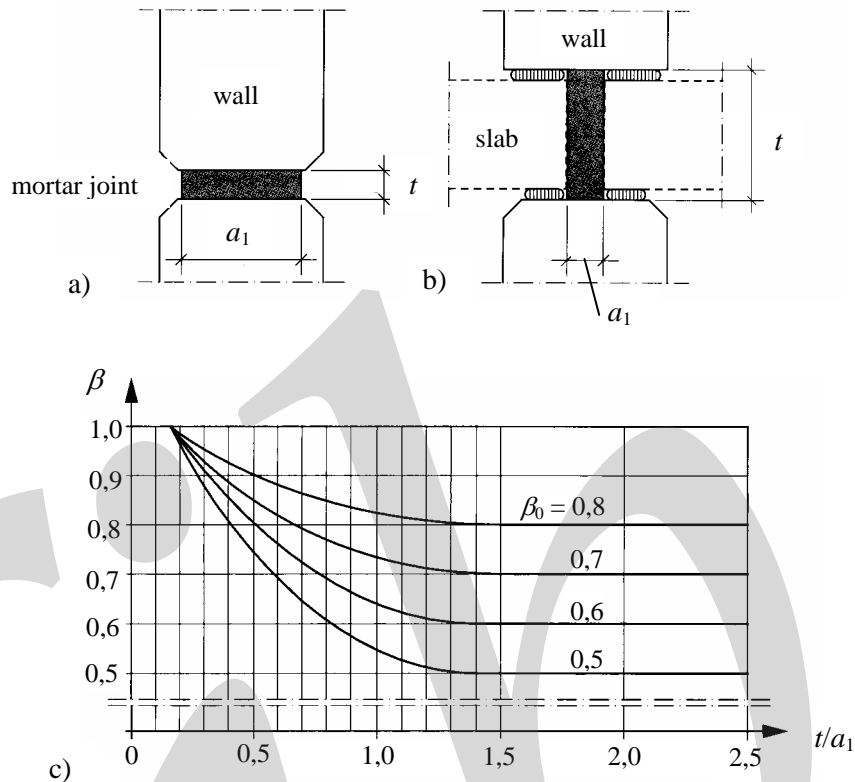 wall
mortar joint
t
a1
a)
wall
slab
t
b)
a1
β
1,0
0,9
0,8
0,7
0,6
0,5
β0 = 0,8
0,7
0,6
0,5
0
0,5
1,0
1,5
2,0
2,5
t/a1
c)